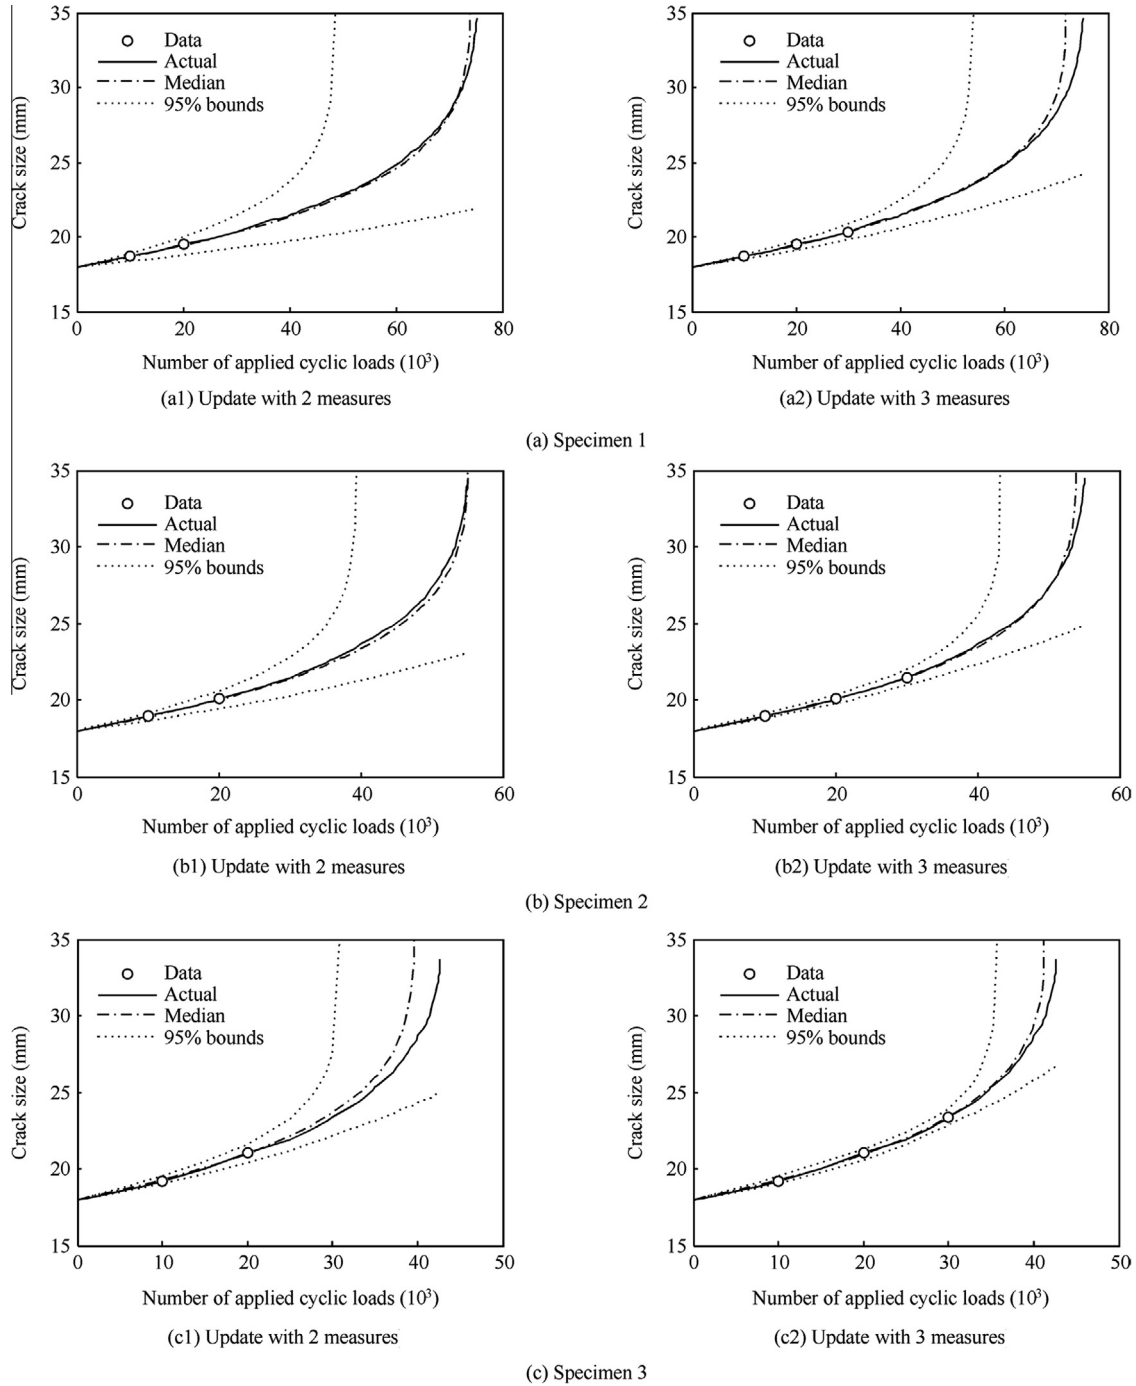 35
30
25
20
15
Crack size (mm)
Data
Actual
Median
95% bounds
0 20 40 60 80
Number of applied cyclic loads (10³)
(a1) Update with 2 measures
35
30
25
20
15
Crack size (mm)
Data
Actual
Median
95% bounds
0 20 40 60 80
Number of applied cyclic loads (10³)
(a2) Update with 3 measures
(a) Specimen 1
35
30
25
20
15
Crack size (mm)
Data
Actual
Median
95% bounds
0 20 40 60
Number of applied cyclic loads (10³)
(b1) Update with 2 measures
35
30
25
20
15
Crack size (mm)
Data
Actual
Median
95% bounds
0 20 40 60
Number of applied cyclic loads (10³)
(b2) Update with 3 measures
(b) Specimen 2
35
30
25
20
15
Crack size (mm)
Data
Actual
Median
95% bounds
0 10 20 30 40 50
Number of applied cyclic loads (10³)
(c1) Update with 2 measures
35
30
25
20
15
Crack size (mm)
Data
Actual
Median
95% bounds
0 10 20 30 40 50
Number of applied cyclic loads (10³)
(c2) Update with 3 measures
(c) Specimen 3